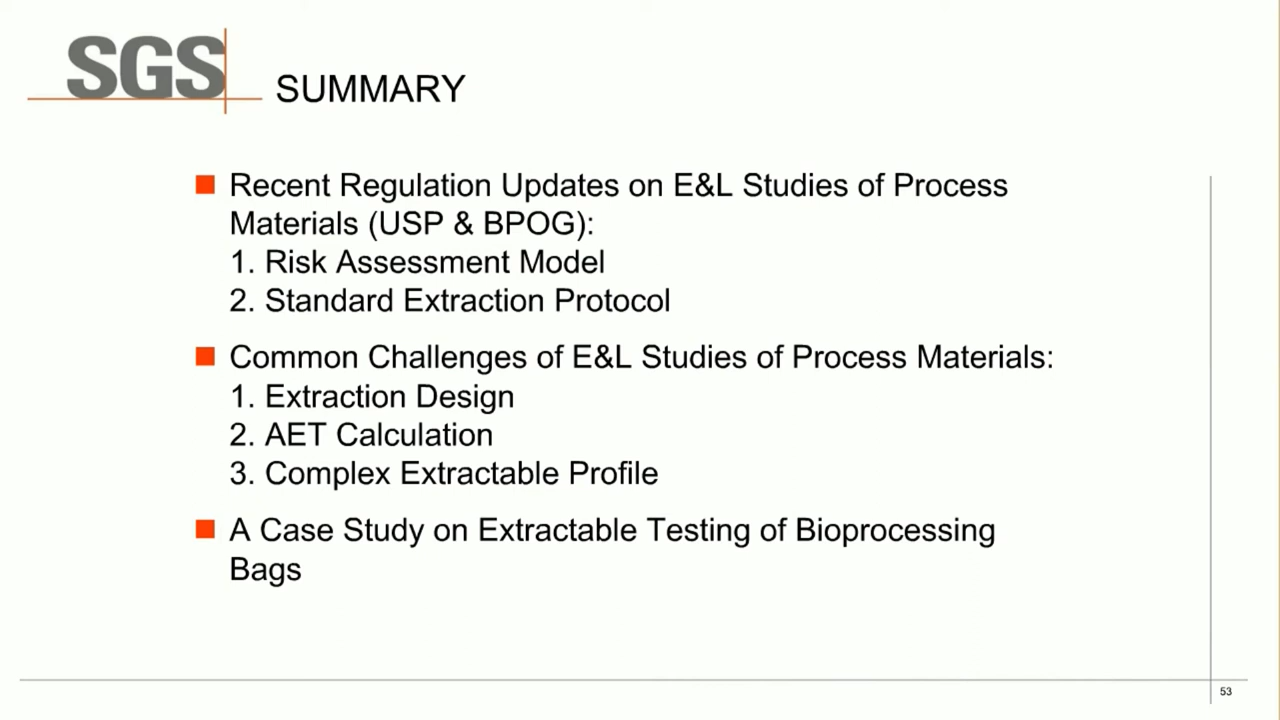 SGS
SUMMARY
Recent Regulation Updates on E&L Studies of Process
Materials (USP & BPOG):
1. Risk Assessment Model
2. Standard Extraction Protocol
Common Challenges of E&L Studies of Process Materials:
1. Extraction Design
2. AET Calculation
3. Complex Extractable Profile
A Case Study on Extractable Testing of Bioprocessing
Bags
53